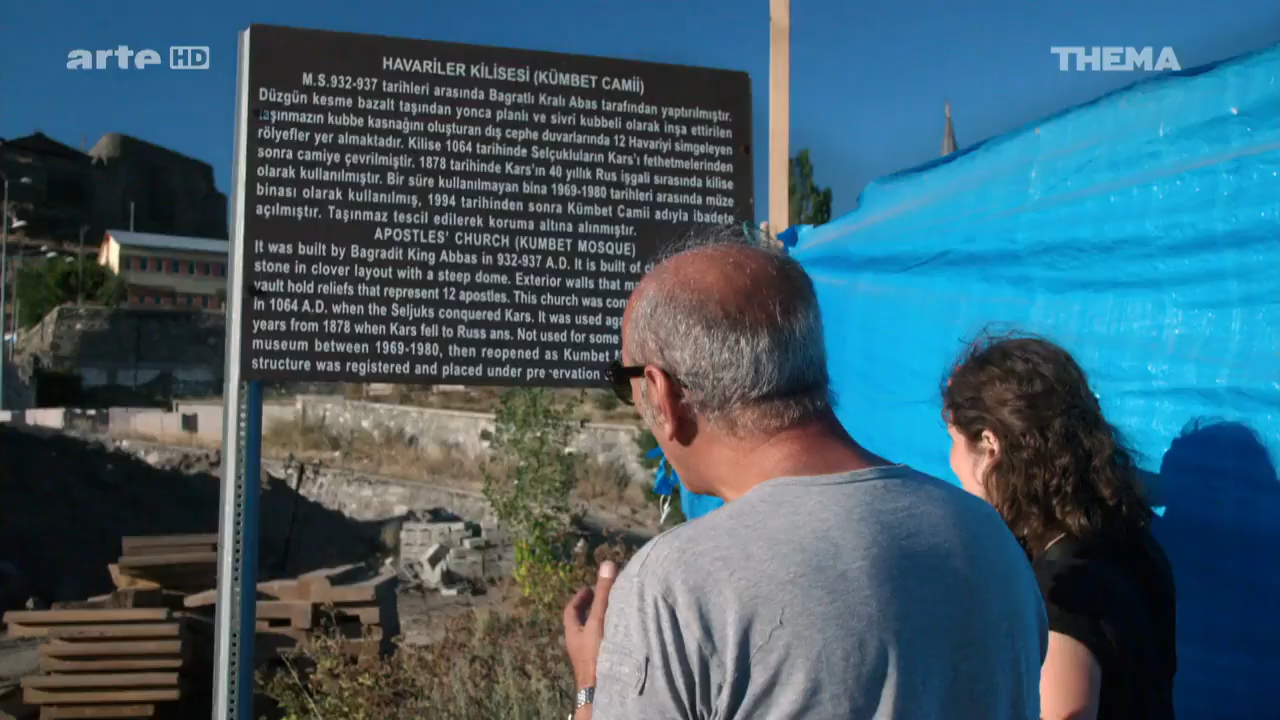 arte HD
THEMA
HAVARİLER KİLİSESİ (KÜMBET CAMİİ)
M.S.932-937 tarihleri arasında Bagratlı Kralı Abas tarafından yaptırılmıştır.
Düzgün kesme bazalt taşından yonca planlı ve sivri kubbeli olarak inşa ettirilen
taşınmazın kubbe kasnağını oluşturan dış cephe duvarlarında 12 Havariyi simgeleyen
rölyefler yer almaktadır. Kilise 1064 tarihinde Selçukluların Kars'ı fethetmelerinden
sonra camiye çevrilmiştir. 1878 tarihinde Kars'ın 40 yıllık Rus işgali sırasında kilise
olarak kullanılmıştır. Bir süre kullanılmayan bina 1969-1980 tarihleri arasında müze
binası olarak kullanılmış, 1994 tarihinden sonra Kümbet Camii adıyla ibadete
açılmıştır. Taşınmaz tescil edilerek koruma altına alınmıştır.
APOSTLES' CHURCH (KUMBET MOSQUE)
It was built by Bagradit King Abbas in 932-937 A.D. It is built of
stone in clover layout with a steep dome. Exterior walls that
vault hold reliefs that represent 12 apostles. This church was
in 1064 A.D. when the Seljuks conquered Kars. It was used
years from 1878 when Kars fell to Russ ans. Not used for some
museum between 1969-1980, then reopened as Kumbet
structure was registered and placed under pre ervation